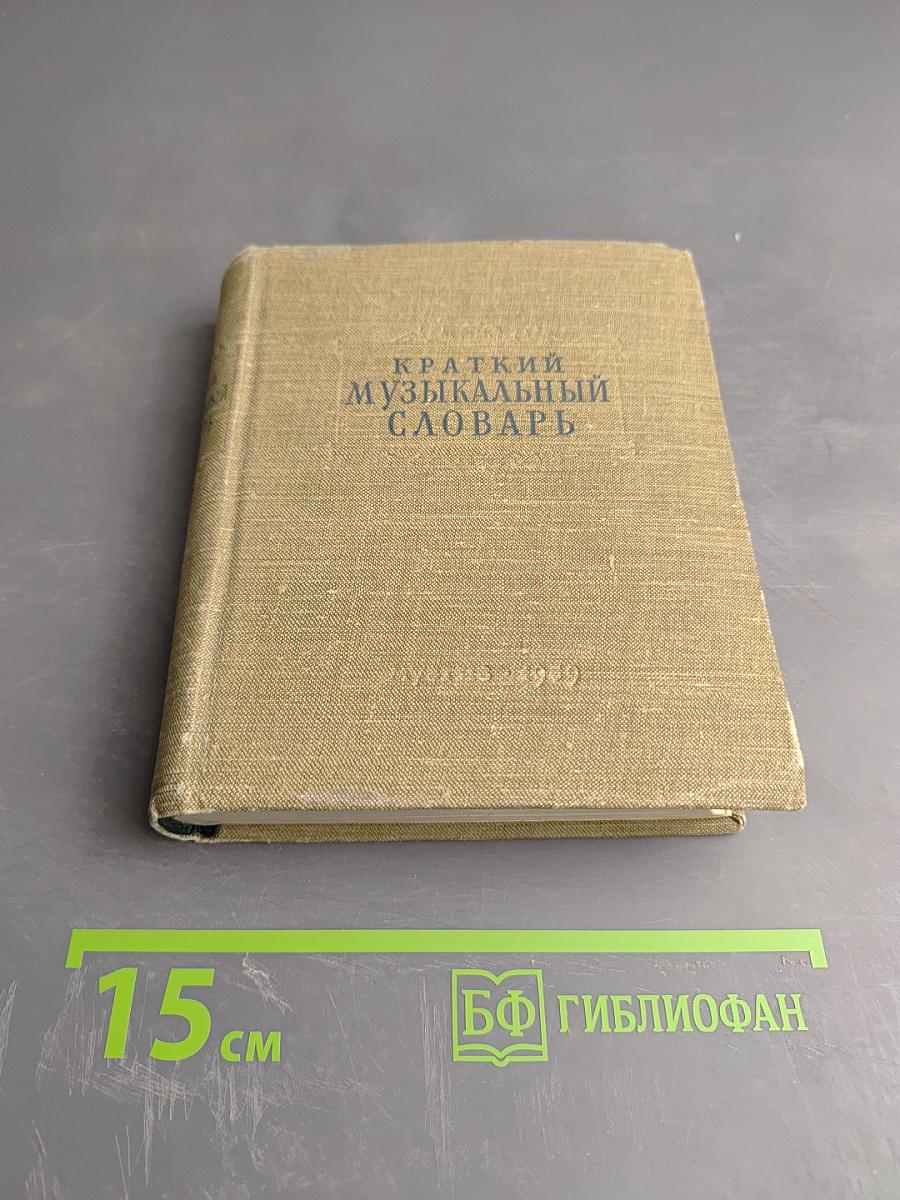 КРАТКИЙ
МУЗЫКАЛЬНЫЙ
СЛОВАРЬ
15 см
БФ ГИБЛИОФАН